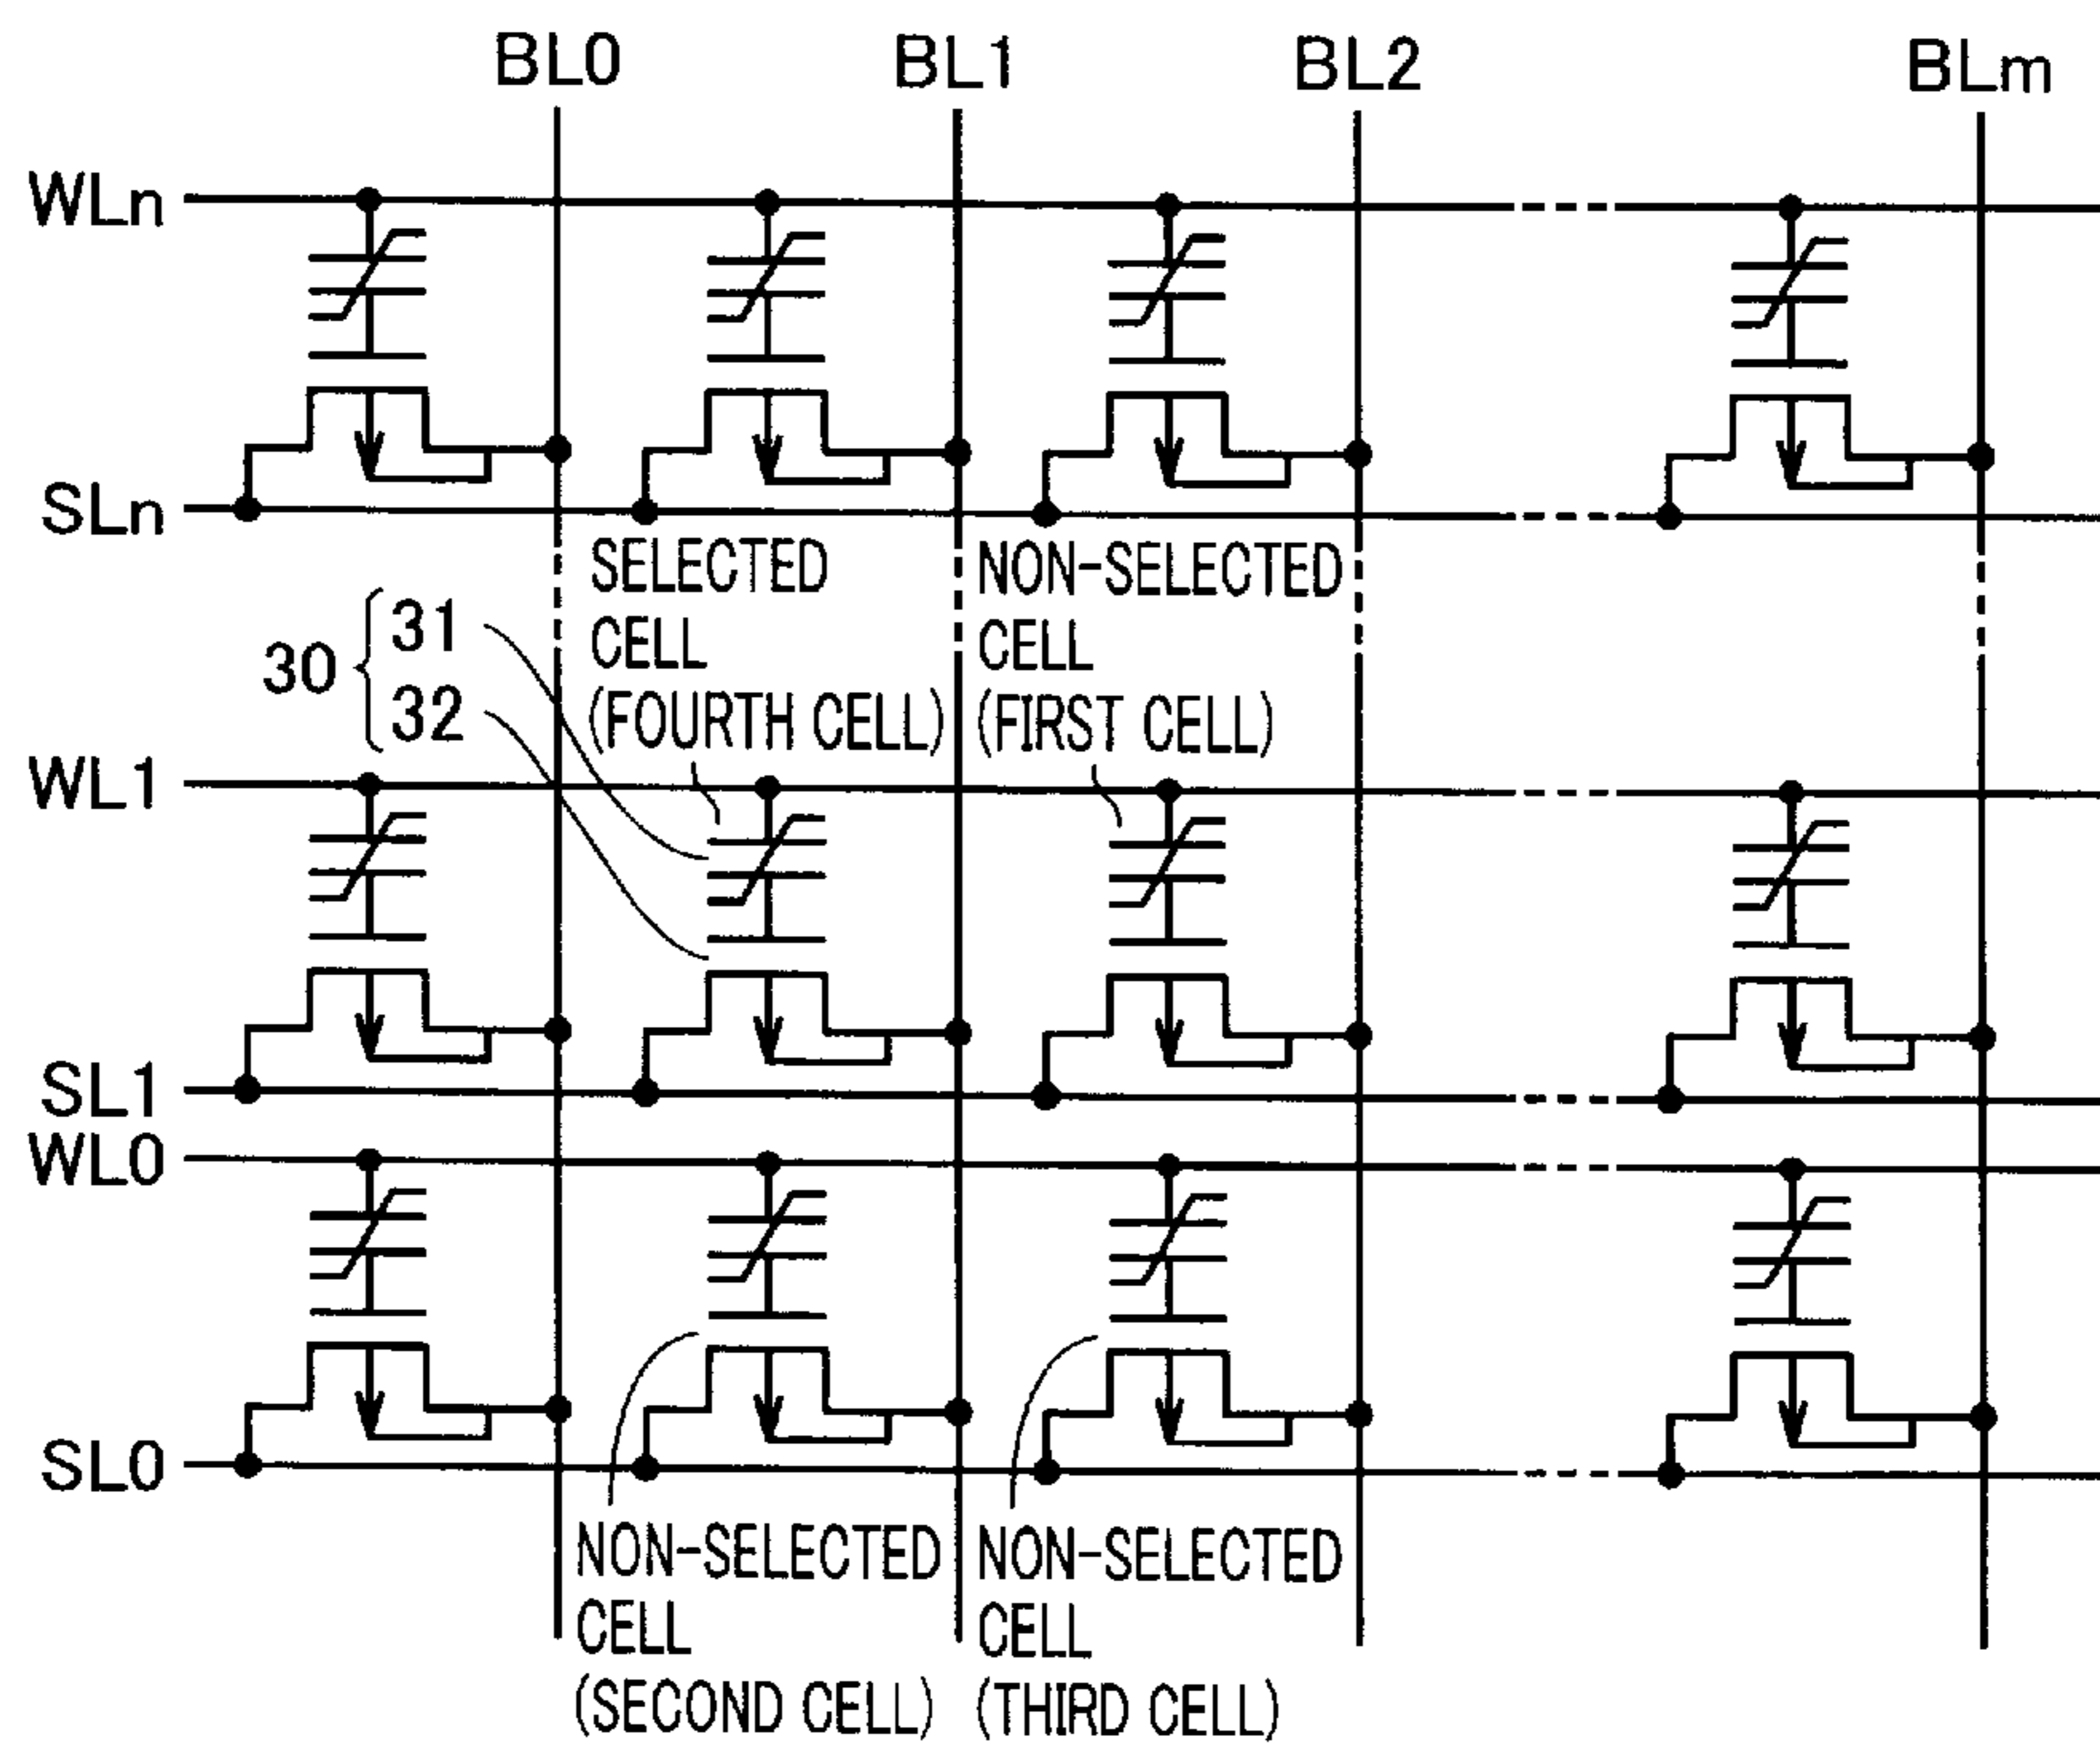 BL0 BL1 BL2 BLm
WLn
SLn
SELECTED
CELL
(FOURTH CELL)
NON-SELECTED
CELL
(FIRST CELL)
30
31
32
WL1
SL1
WL0
SL0
NON-SELECTED
CELL
(SECOND CELL)
NON-SELECTED
CELL
(THIRD CELL)